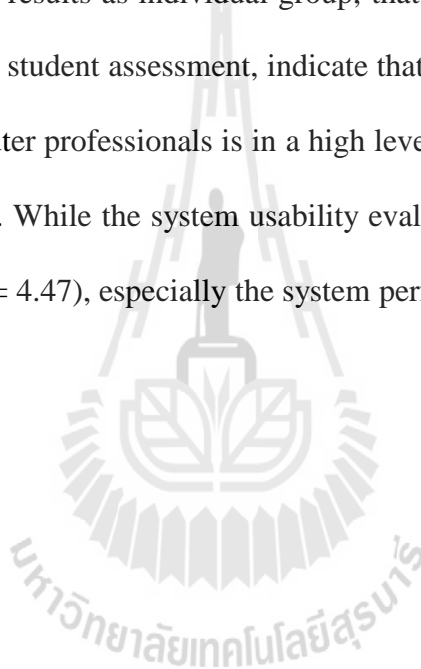 results as individual group, that
student assessment, indicate that
uter professionals is in a high leve
. While the system usability eval
= 4.47), especially the system per
มหาวิทยาลัยเทคโนโลยีสุรนารี